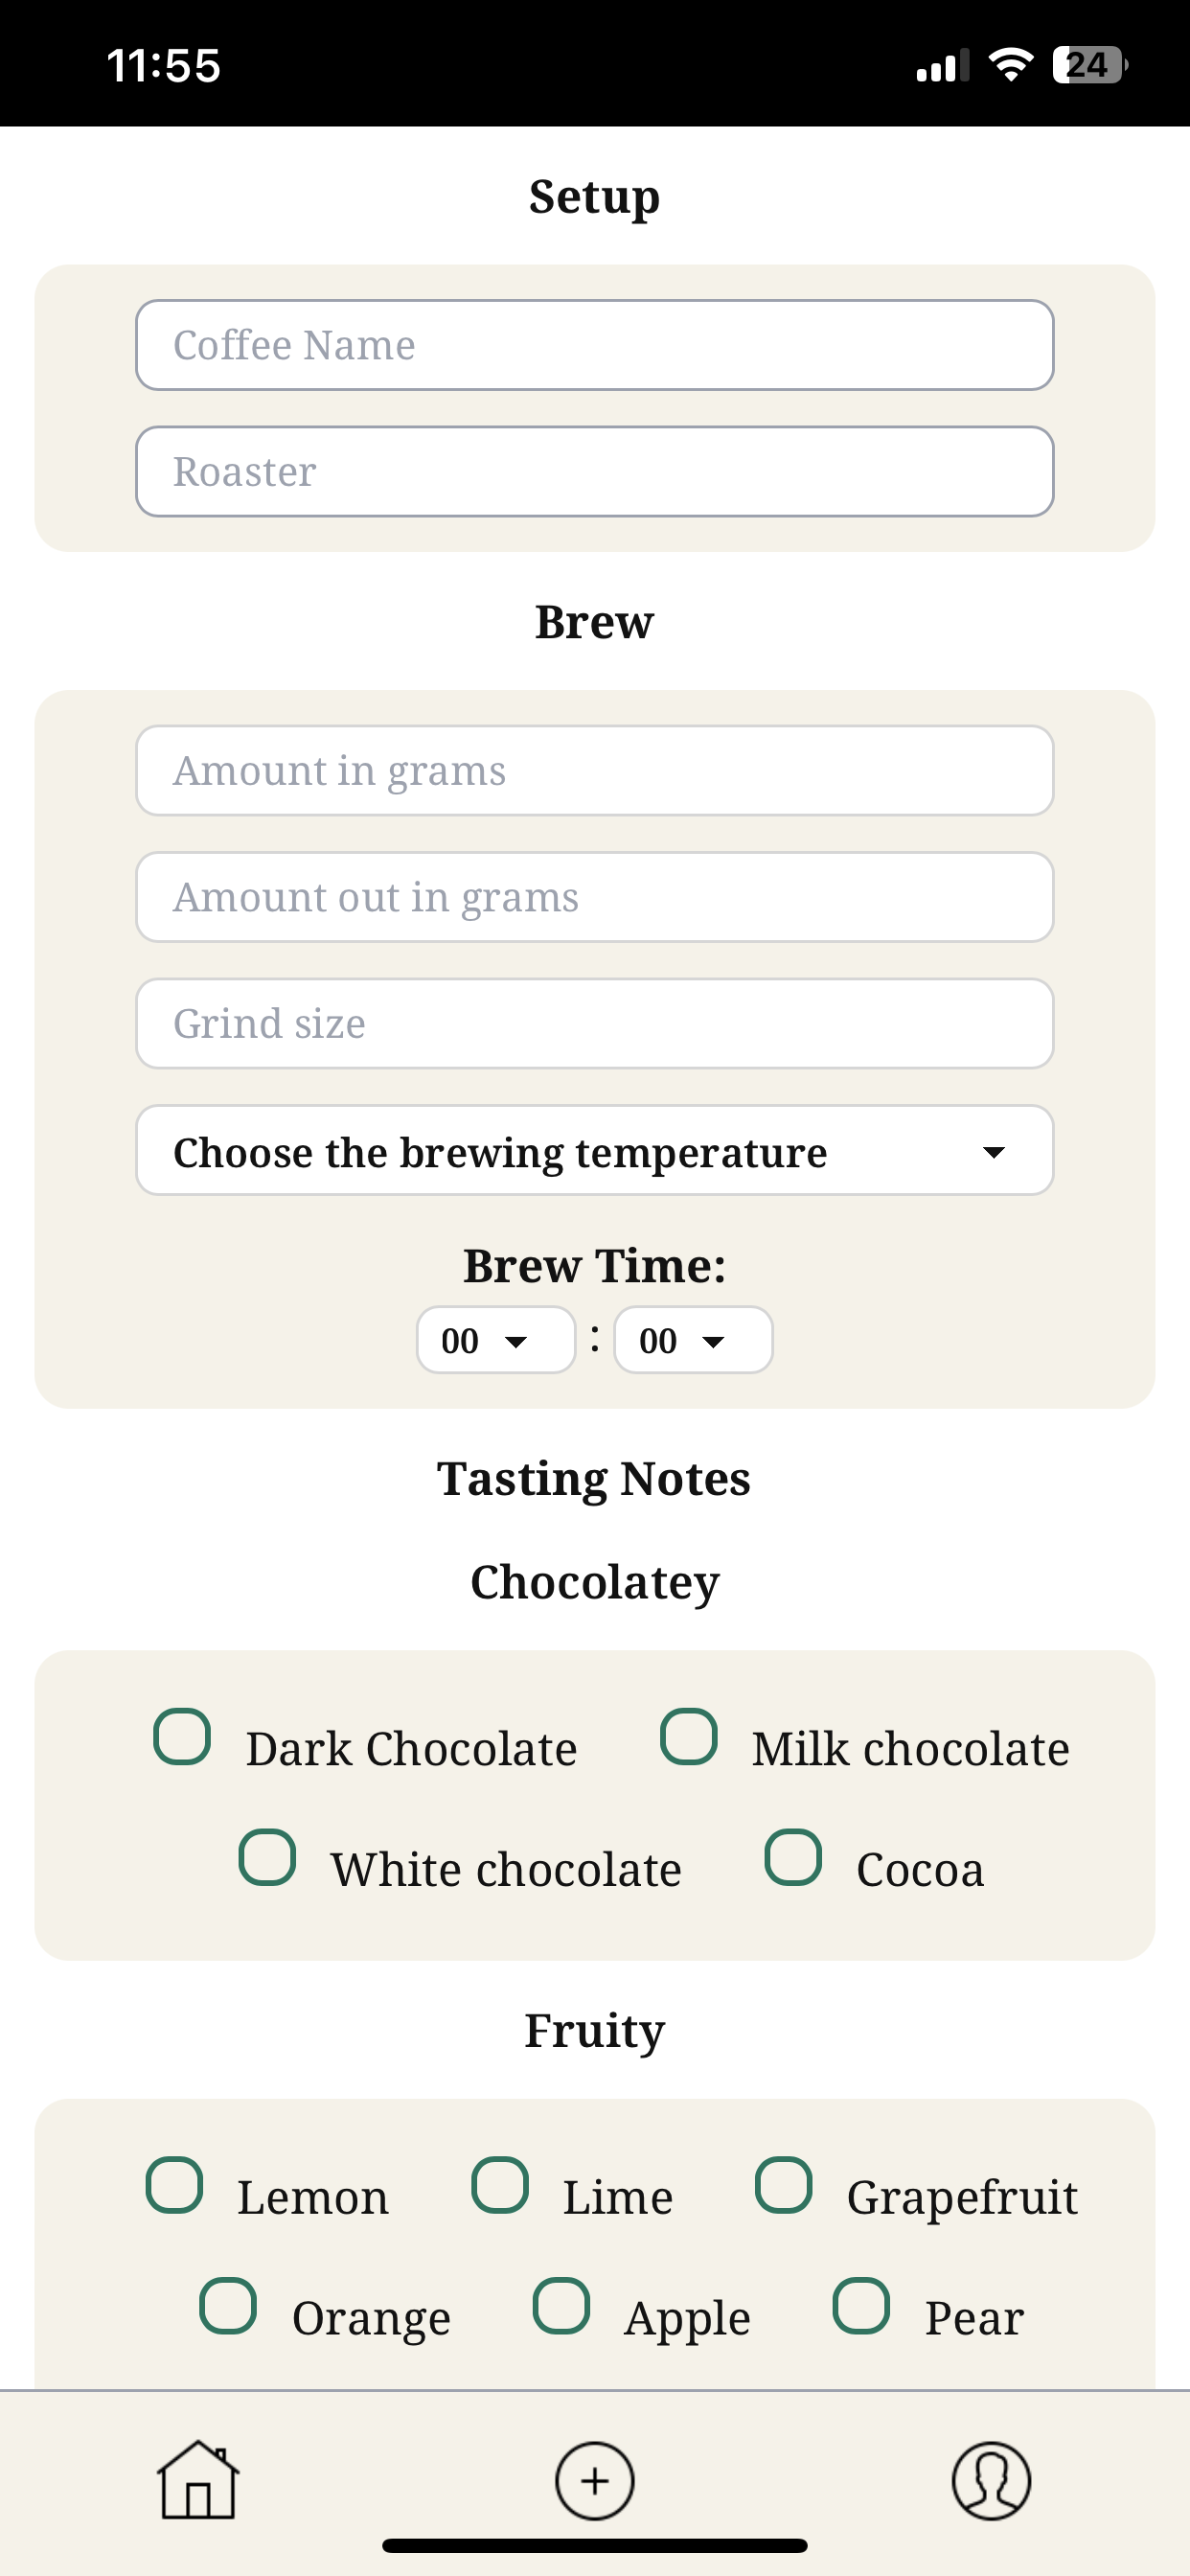 11:55
24
Setup
Coffee Name
Roaster
Brew
Amount in grams
Amount out in grams
Grind size
Choose the brewing temperature
Brew Time:
00 : 00
Tasting Notes
Chocolatey
Dark Chocolate Milk chocolate
White chocolate Cocoa
Fruity
Lemon Lime Grapefruit
Orange Apple Pear